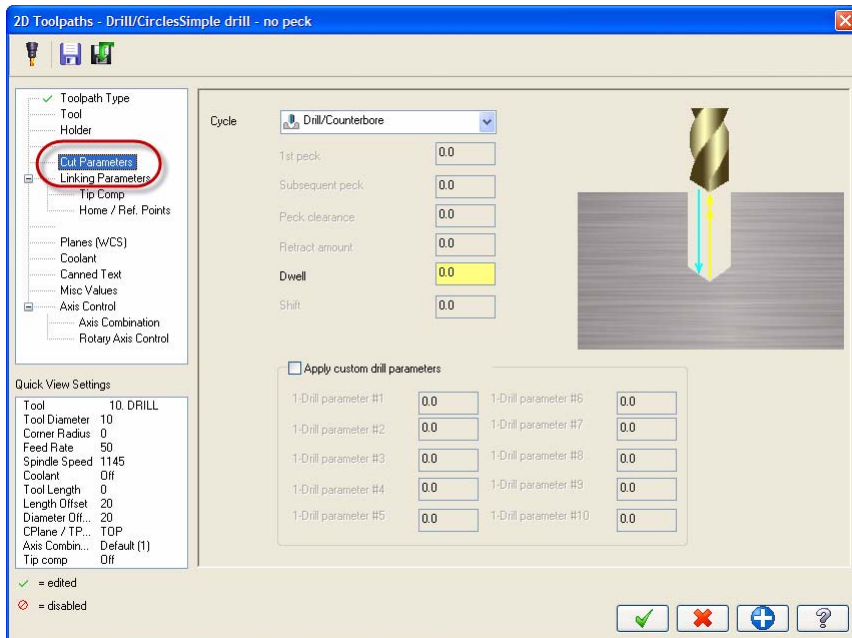 2D Toolpaths - Drill/CirclesSimple drill - no peck
Toolpath Type
Tool
Holder
Cut Parameters
Linking Parameters
Tip Comp
Home / Ref. Points
Planes (WCS)
Coolant
Canned Text
Misc Values
Axis Control
Axis Combination
Rotary Axis Control
Quick View Settings
Tool 10. DRILL
Tool Diameter 10
Corner Radius 0
Feed Rate 50
Spindle Speed 1145
Coolant Off
Tool Length 0
Length Offset 20
Diameter Off... 20
CPlane / TP... TOP
Axis Combin... Default (1)
Tip comp Off
= edited
= disabled
Cycle Drill/Counterbore
1st peck 0.0
Subsequent peck 0.0
Peck clearance 0.0
Retract amount 0.0
Dwell 0.0
Shift 0.0
Apply custom drill parameters
1-Drill parameter #1 0.0 1-Drill parameter #6 0.0
1-Drill parameter #2 0.0 1-Drill parameter #7 0.0
1-Drill parameter #3 0.0 1-Drill parameter #8 0.0
1-Drill parameter #4 0.0 1-Drill parameter #9 0.0
1-Drill parameter #5 0.0 1-Drill parameter #10 0.0
?